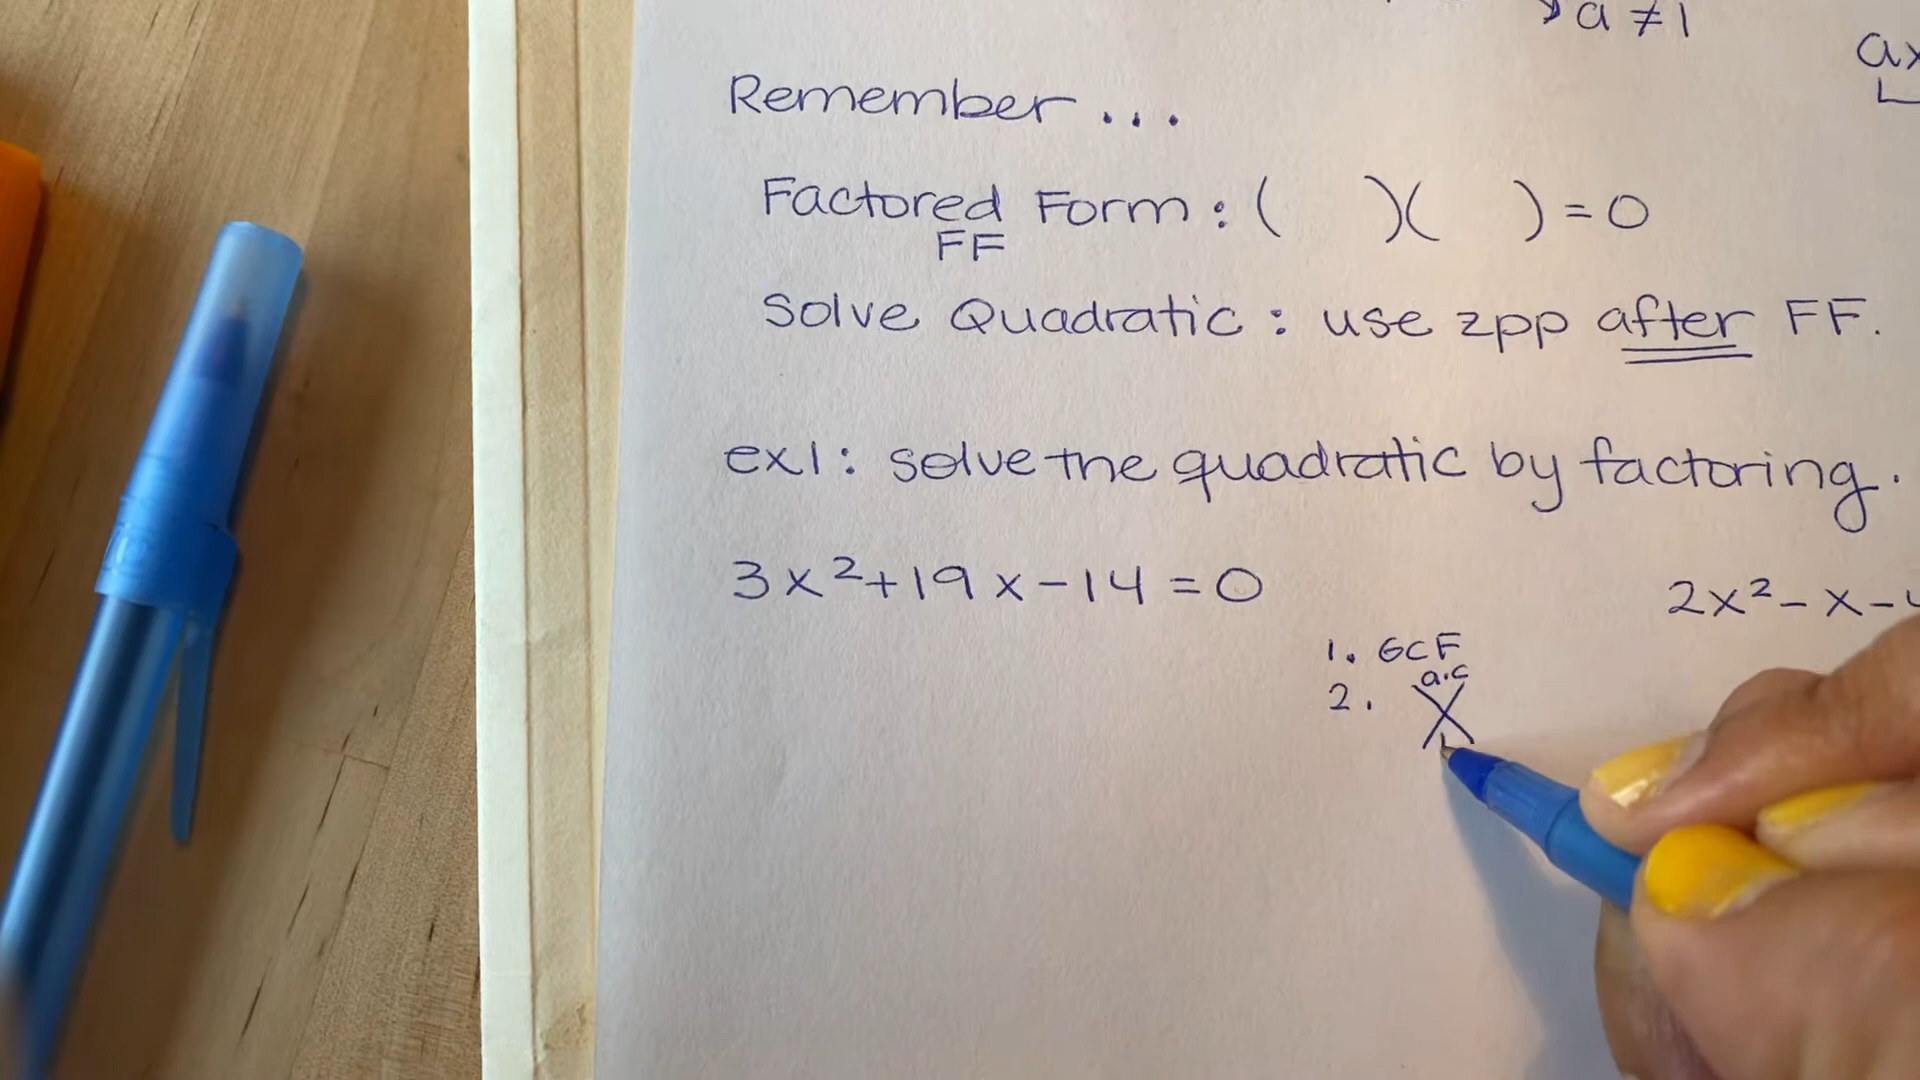 a ≠ 1
ax
Remember...
Factored Form : ( )( ) = 0
FF
Solve Quadratic : use zpp after FF.
ex1: solve the quadratic by factoring.
3x²+19x-14=0
2x²-x-
1. GCF
a.c
2. X